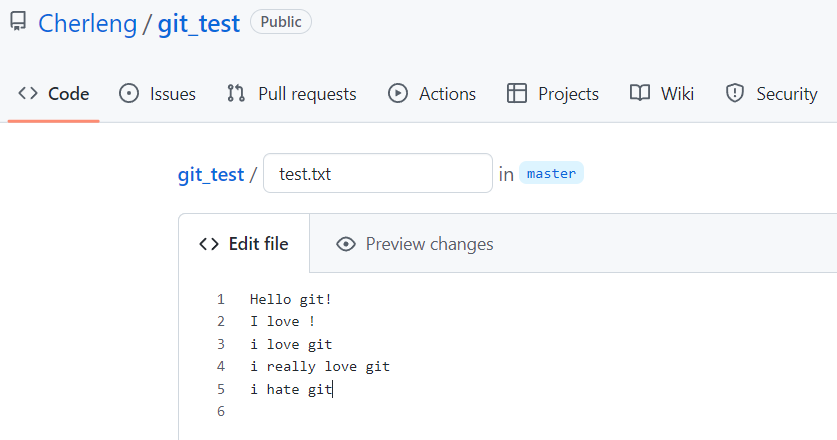 Cherleng / git_test Public
Code Issues Pull requests Actions Projects Wiki Security
git_test / test.txt in master
Edit file Preview changes
1 Hello git!
2 I love !
3 i love git
4 i really love git
5 i hate git
6